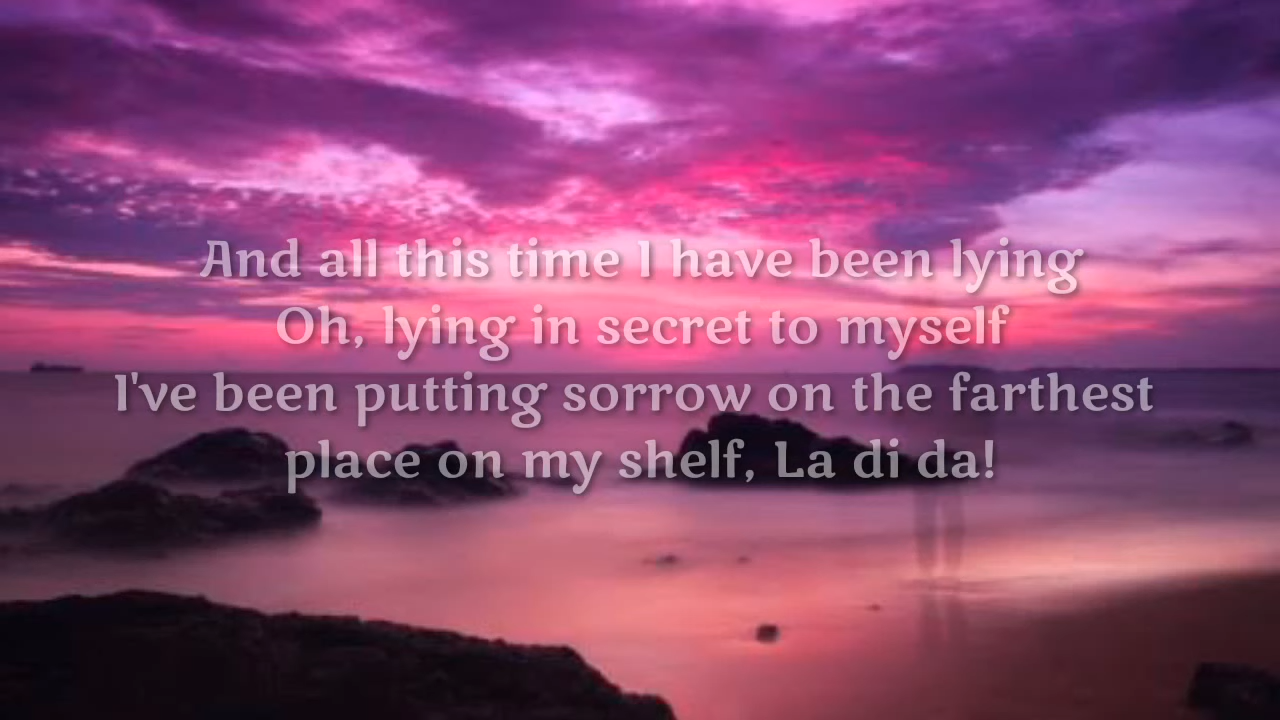 And all this time I have been lying
Oh, lying in secret to myself
I've been putting sorrow on the farthest
place on my shelf, La di da!